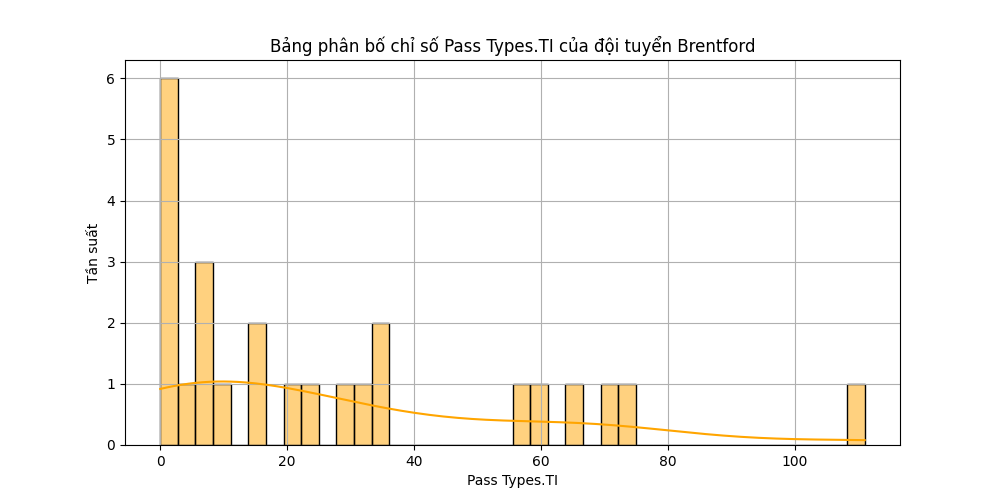 Bảng phân bố chỉ số Pass Types.TI của đội tuyển Brentford
6
5
4
3
2
1
0
Tần suất
0 20 40 60 80 100
Pass Types.TI